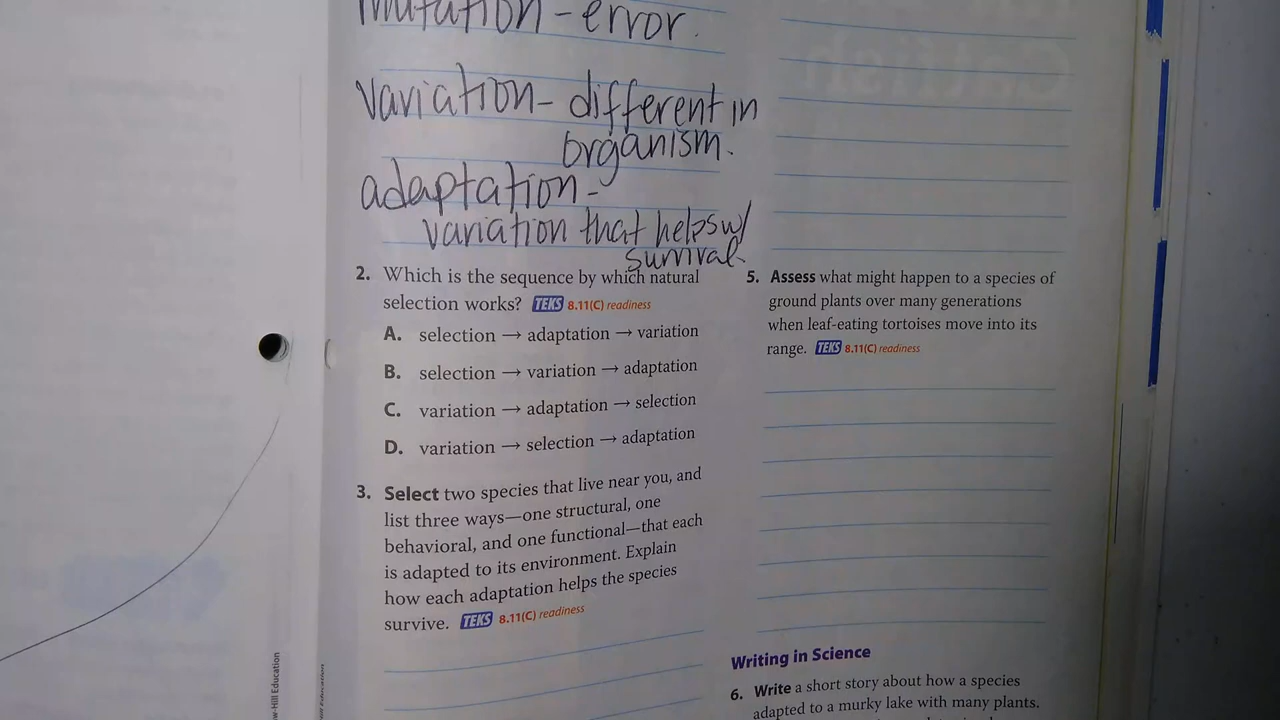 mutation - error.
variation - different in
organism.
adaptation -
variation that helps w/
survival.
2. Which is the sequence by which natural
selection works? TEKS 8.11(C) readiness
A. selection → adaptation → variation
B. selection → variation → adaptation
C. variation → adaptation → selection
D. variation → selection → adaptation
3. Select two species that live near you, and
list three ways—one structural, one
behavioral, and one functional—that each
is adapted to its environment. Explain
how each adaptation helps the species
survive. TEKS 8.11(C) readiness
5. Assess what might happen to a species of
ground plants over many generations
when leaf-eating tortoises move into its
range. TEKS 8.11(C) readiness
Writing in Science
6. Write a short story about how a species
adapted to a murky lake with many plants.
Hill Education
Hill Education